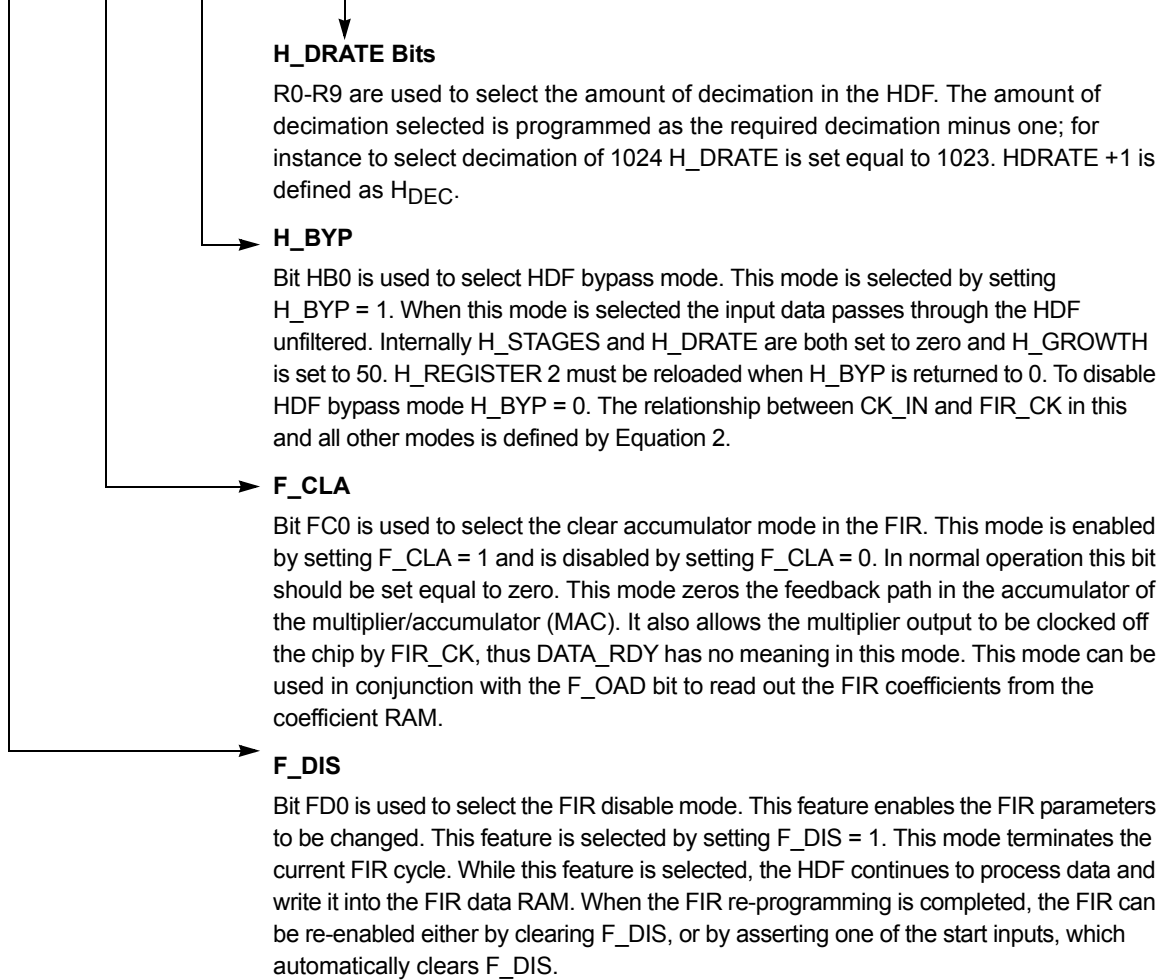 H_DRATE Bits
R0-R9 are used to select the amount of decimation in the HDF. The amount of
decimation selected is programmed as the required decimation minus one; for
instance to select decimation of 1024 H_DRATE is set equal to 1023. HDRATE +1 is
defined as HDEC.
H_BYP
Bit HB0 is used to select HDF bypass mode. This mode is selected by setting
H_BYP = 1. When this mode is selected the input data passes through the HDF
unfiltered. Internally H_STAGES and H_DRATE are both set to zero and H_GROWTH
is set to 50. H_REGISTER 2 must be reloaded when H_BYP is returned to 0. To disable
HDF bypass mode H_BYP = 0. The relationship between CK_IN and FIR_CK in this
and all other modes is defined by Equation 2.
F_CLA
Bit FC0 is used to select the clear accumulator mode in the FIR. This mode is enabled
by setting F_CLA = 1 and is disabled by setting F_CLA = 0. In normal operation this bit
should be set equal to zero. This mode zeros the feedback path in the accumulator of
the multiplier/accumulator (MAC). It also allows the multiplier output to be clocked off
the chip by FIR_CK, thus DATA_RDY has no meaning in this mode. This mode can be
used in conjunction with the F_OAD bit to read out the FIR coefficients from the
coefficient RAM.
F_DIS
Bit FD0 is used to select the FIR disable mode. This feature enables the FIR parameters
to be changed. This feature is selected by setting F_DIS = 1. This mode terminates the
current FIR cycle. While this feature is selected, the HDF continues to process data and
write it into the FIR data RAM. When the FIR re-programming is completed, the FIR can
be re-enabled either by clearing F_DIS, or by asserting one of the start inputs, which
automatically clears F_DIS.